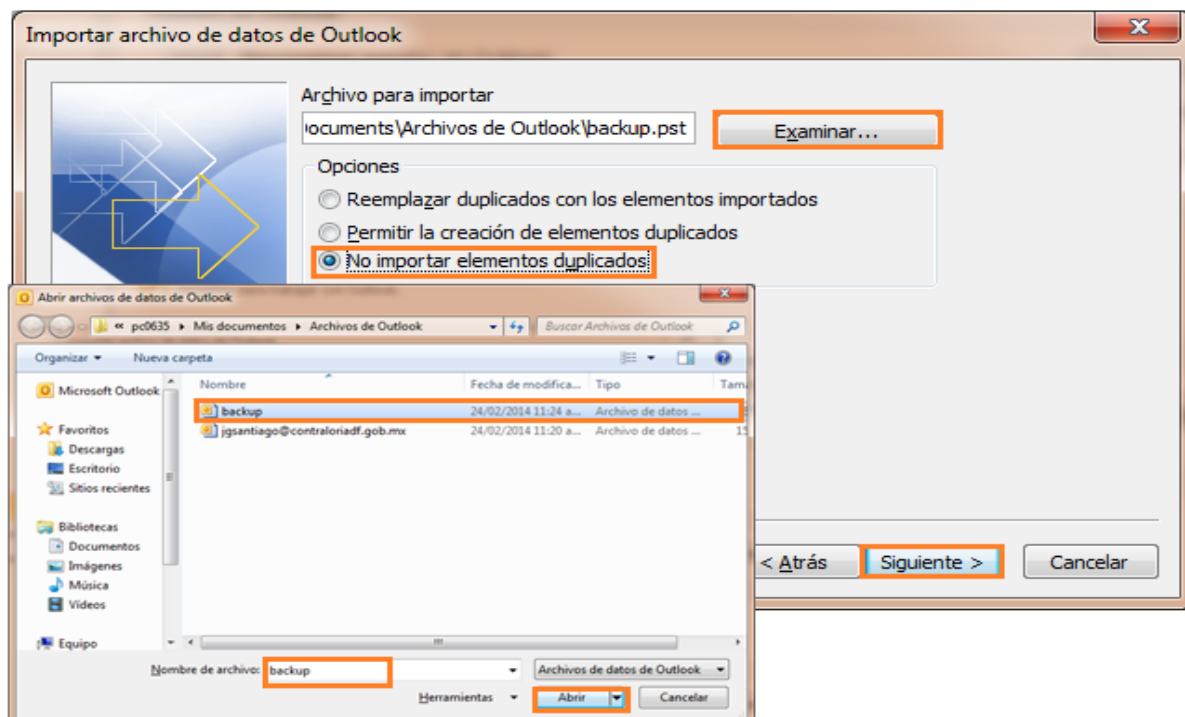 Importar archivo de datos de Outlook
Archivo para importar
ocuments\Archivos de Outlook\backup.pst
Examinar...
Opciones
Reemplazar duplicados con los elementos importados
Permitir la creación de elementos duplicados
No importar elementos duplicados
Abrir archivos de datos de Outlook
« pc0635 ▸ Mis documentos ▸ Archivos de Outlook
Buscar Archivos de Outlook
Organizar
Nueva carpeta
Microsoft Outlook
Nombre
Fecha de modifica...
Tipo
Tam
backup
24/02/2014 11:24 a...
Archivo de datos ...
Favoritos
jgsantiago@contraloriadf.gob.mx
24/02/2014 11:20 a...
Archivo de datos ...
15
Descargas
Escritorio
Sitios recientes
Bibliotecas
Documentos
Imágenes
Música
Vídeos
Equipo
< Atrás
Siguiente >
Cancelar
Nombre de archivo: backup
Archivos de datos de Outlook
Herramientas
Abrir
Cancelar